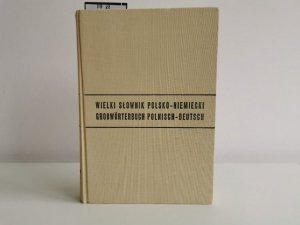 WIELKI SŁOWNIK POLSKO-NIEMIECKI
GROßWÖRTERBUCH POLNISCH-DEUTSCH